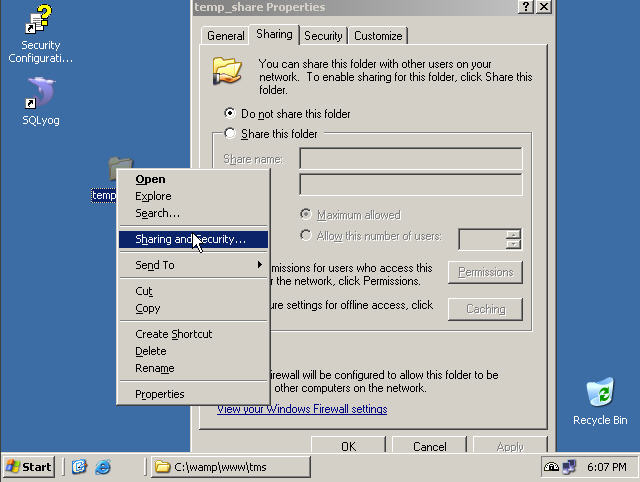 temp_share Properties
? X
Security
Configurati...
SQLyog
General Sharing Security Customize
You can share this folder with other users on your
network. To enable sharing for this folder, click Share this
folder.
Do not share this folder
Share this folder
Share name:
Maximum allowed
Allow this number of users:
missions for users who access this
r the network, click Permissions.
Permissions
ure settings for offline access, click
Caching
irewall will be configured to allow this folder to be
other computers on the network.
View your Windows Firewall settings
OK Cancel Apply
temp
Open
Explore
Search...
Sharing and Security...
Send To
Cut
Copy
Create Shortcut
Delete
Rename
Properties
Recycle Bin
Start
C:\wamp\www\tms
6:07 PM